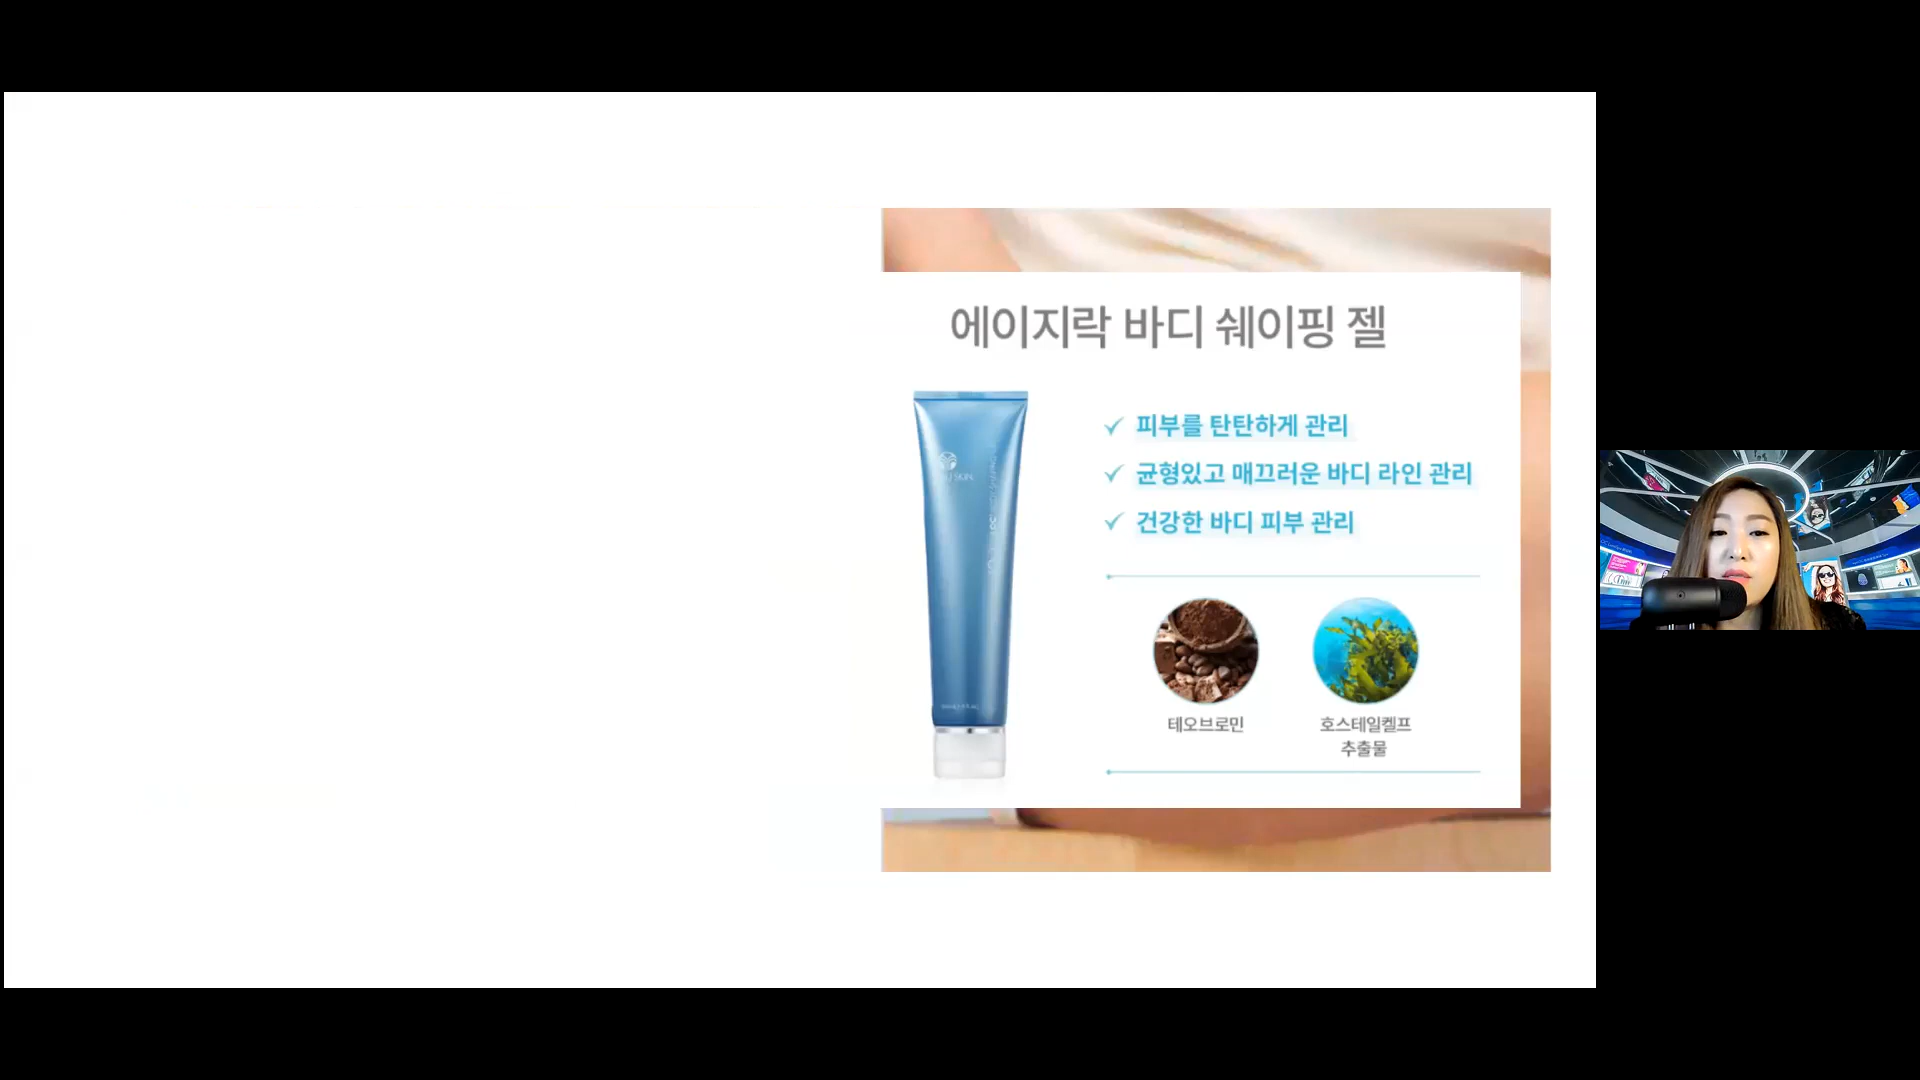 에이지락 바디 쉐이핑 젤
피부를 탄탄하게 관리
균형있고 매끄러운 바디 라인 관리
건강한 바디 피부 관리
SKIN
테오브로민
호스테일켈프
추출물